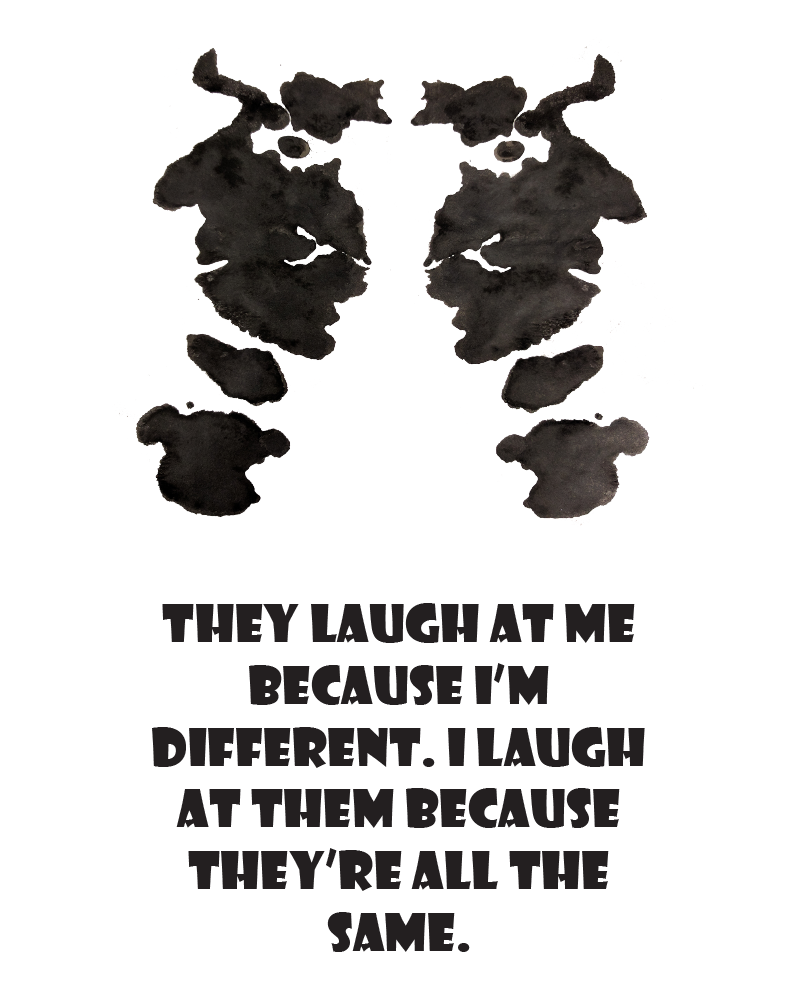 THEY LAUGH AT ME
BECAUSE I'M
DIFFERENT. I LAUGH
AT THEM BECAUSE
THEY'RE ALL THE
SAME.